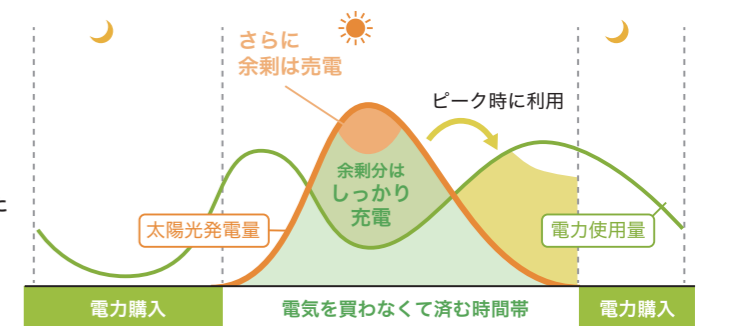 さらに
余剰は売電
ピーク時に利用
余剰分は
しっかり
充電
に
太陽光発電量
電力使用量
電力購入
電気を買わなくて済む時間帯
電力購入